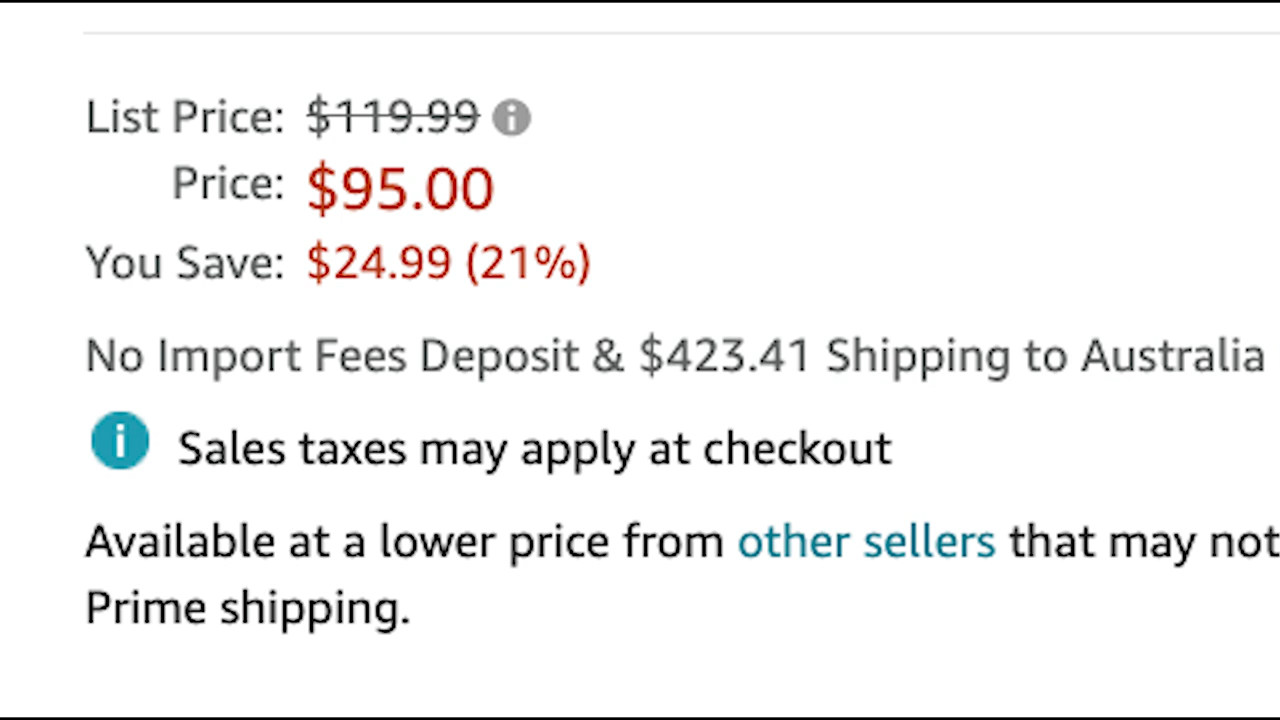 List Price: $119.99
Price: $95.00
You Save: $24.99 (21%)
No Import Fees Deposit & $423.41 Shipping to Australia
Sales taxes may apply at checkout
Available at a lower price from other sellers that may not
Prime shipping.